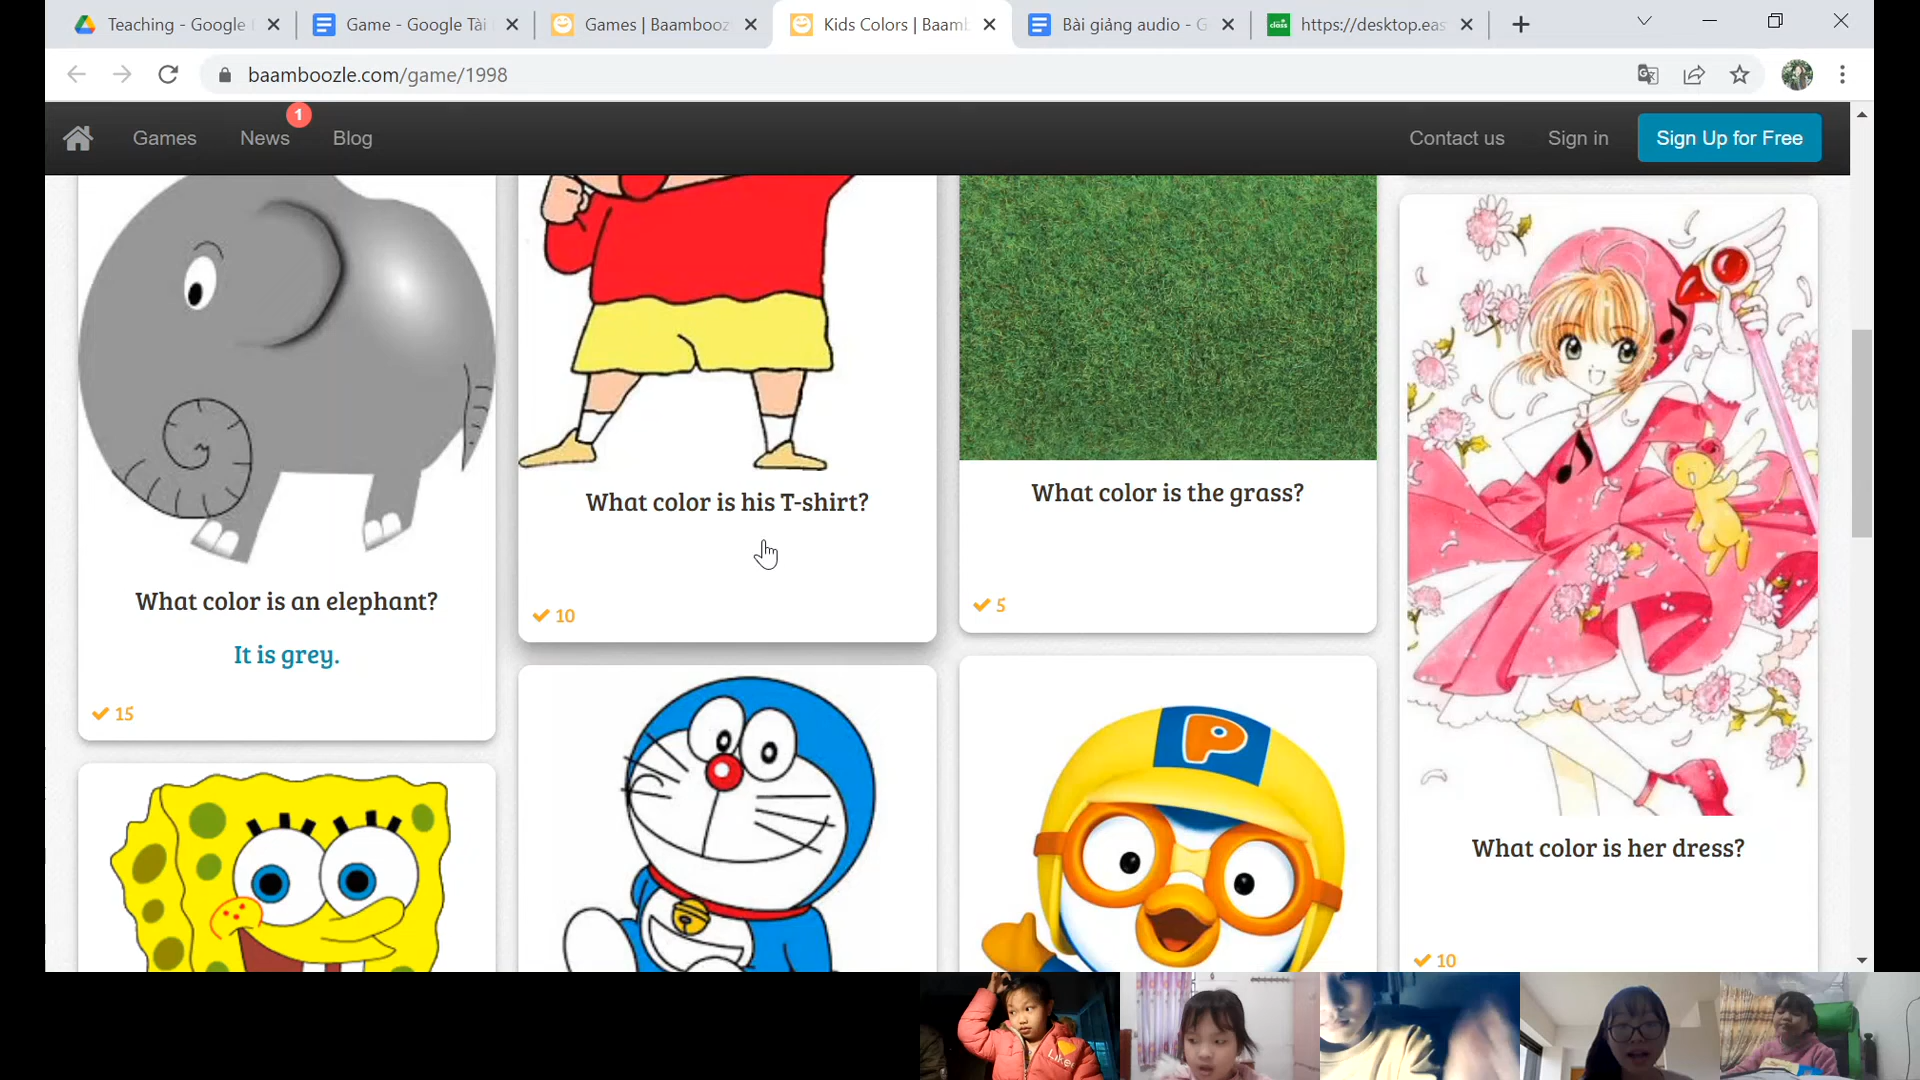 Teaching - Google
Game - Google Tài
Games | Baambooz
Kids Colors | Baamb
Bài giảng audio - G
class
https://desktop.eas
baamboozle.com/game/1998
Games
News
1
Blog
Contact us
Sign in
Sign Up for Free
What color is an elephant?
It is grey.
15
What color is his T-shirt?
10
What color is the grass?
5
P
What color is her dress?
10
Like